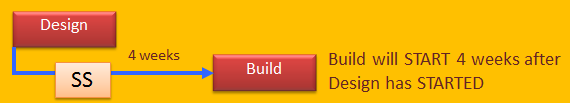 Design
4 weeks
SS
Build
Build will START 4 weeks after
Design has STARTED